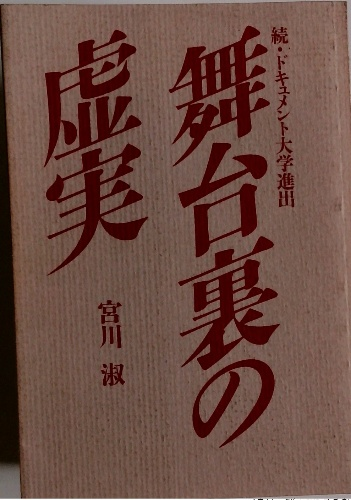 続・ドキュメント大学進出
舞台裏の
虚実
宮川淑